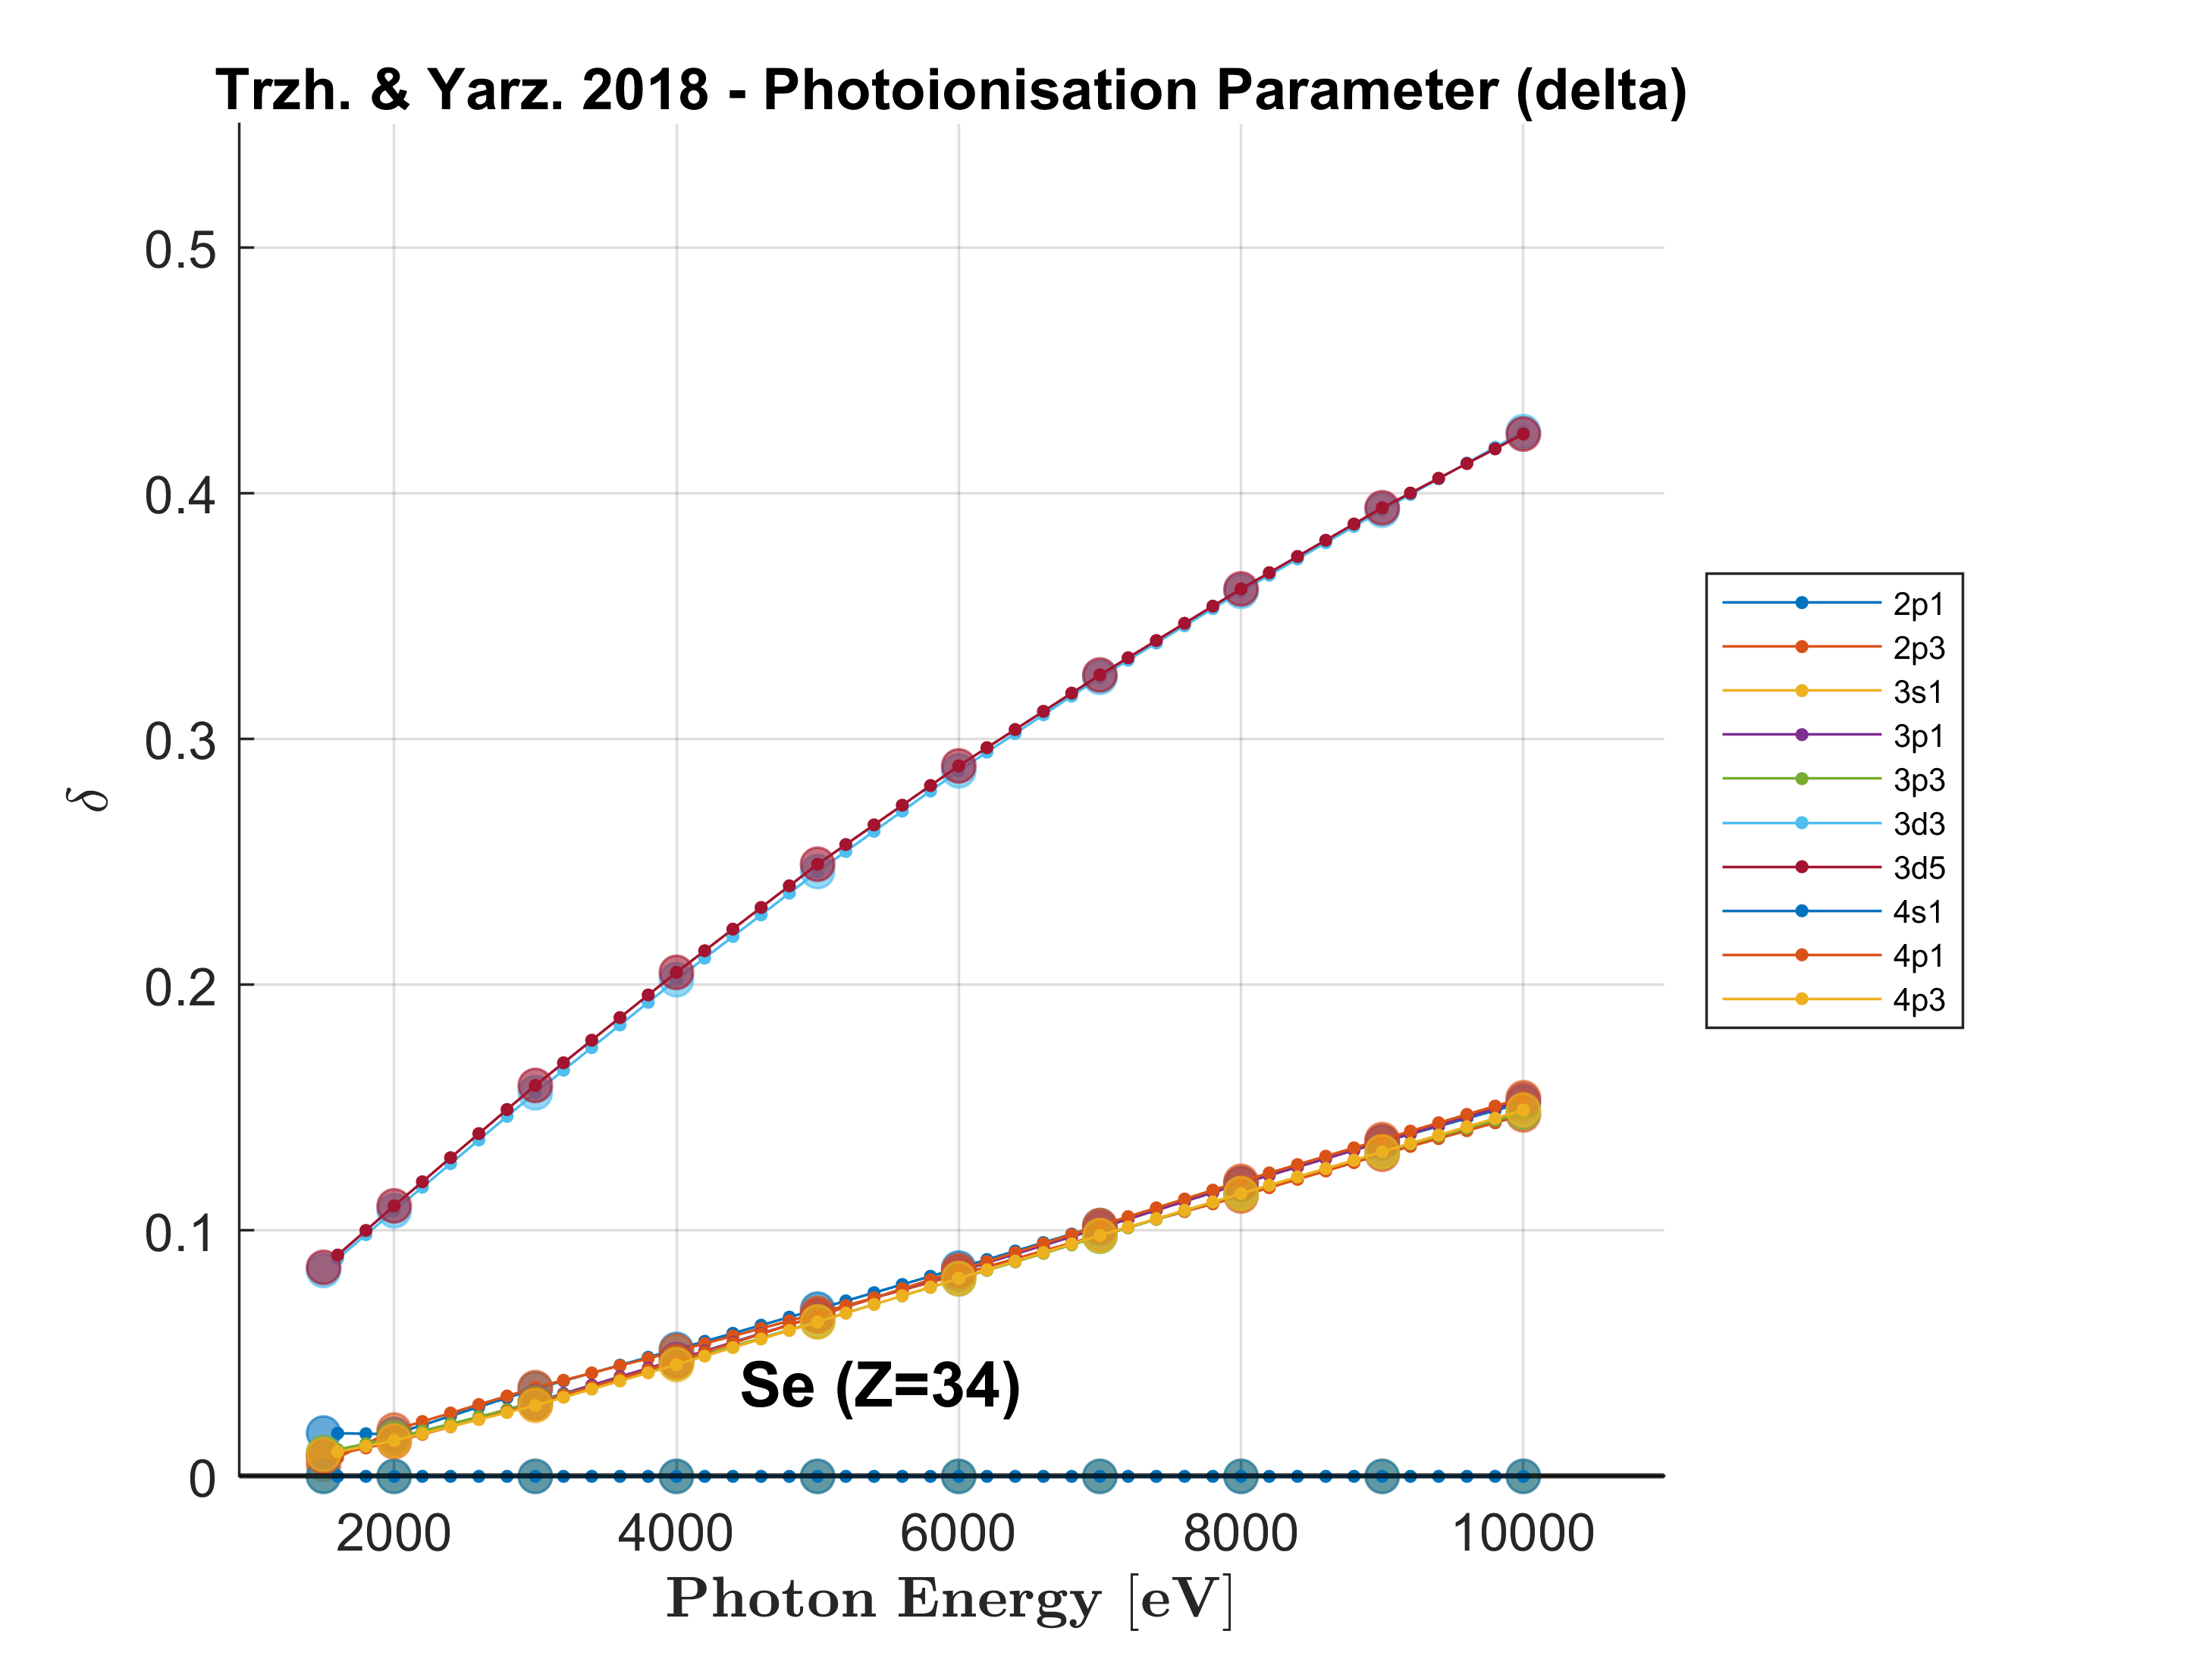 Trzh. & Yarz. 2018 - Photoionisation Parameter (delta)
0.5
0.4
0.3
0.2
0.1
0
δ
2000 4000 6000 8000 10000
Photon Energy [eV]
Se (Z=34)
2p1
2p3
3s1
3p1
3p3
3d3
3d5
4s1
4p1
4p3